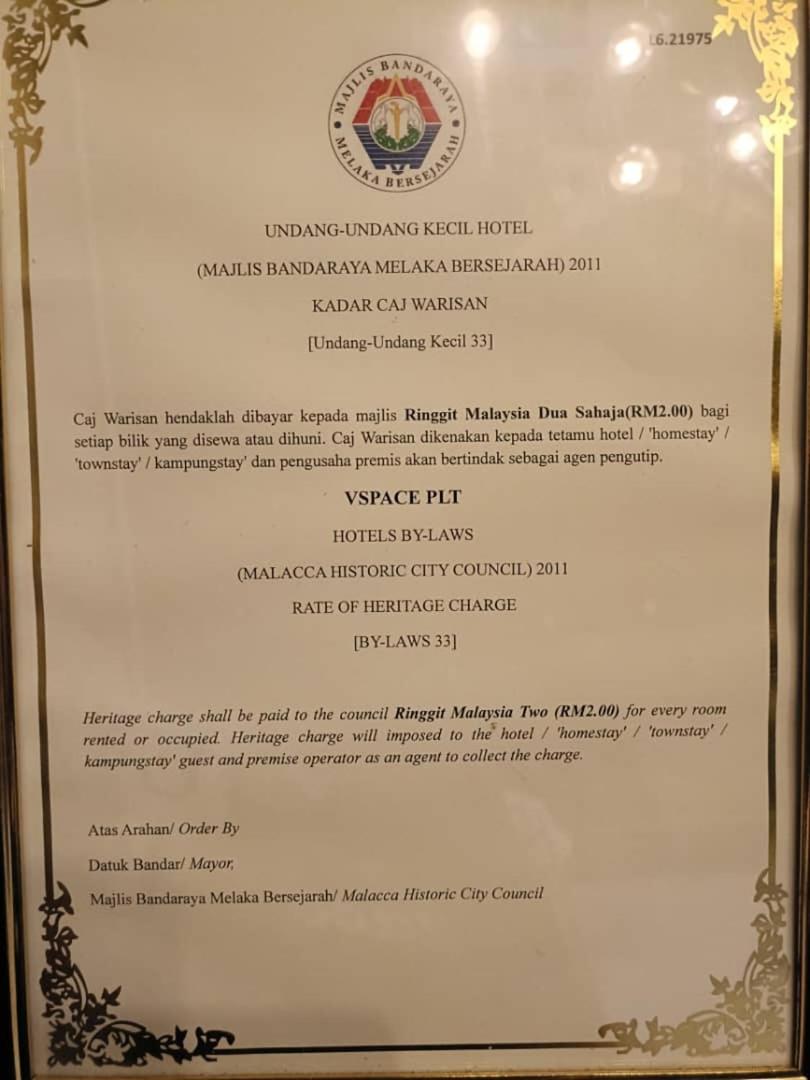 L6.21975
MAJLIS BANDARAYA
MELAKA BERSEJARAH
UNDANG-UNDANG KECIL HOTEL
(MAJLIS BANDARAYA MELAKA BERSEJARAH) 2011
KADAR CAJ WARISAN
[Undang-Undang Kecil 33]
Caj Warisan hendaklah dibayar kepada majlis Ringgit Malaysia Dua Sahaja(RM2.00) bagi
setiap bilik yang disewa atau dihuni. Caj Warisan dikenakan kepada tetamu hotel / 'homestay' /
'townstay' / kampungstay' dan pengusaha premis akan bertindak sebagai agen pengutip.
VSPACE PLT
HOTELS BY-LAWS
(MALACCA HISTORIC CITY COUNCIL) 2011
RATE OF HERITAGE CHARGE
[BY-LAWS 33]
Heritage charge shall be paid to the council Ringgit Malaysia Two (RM2.00) for every room
rented or occupied. Heritage charge will imposed to the hotel / 'homestay' / 'townstay' /
kampungstay' guest and premise operator as an agent to collect the charge.
Atas Arahan/ Order By
Datuk Bandar/ Mayor,
Majlis Bandaraya Melaka Bersejarah/ Malacca Historic City Council